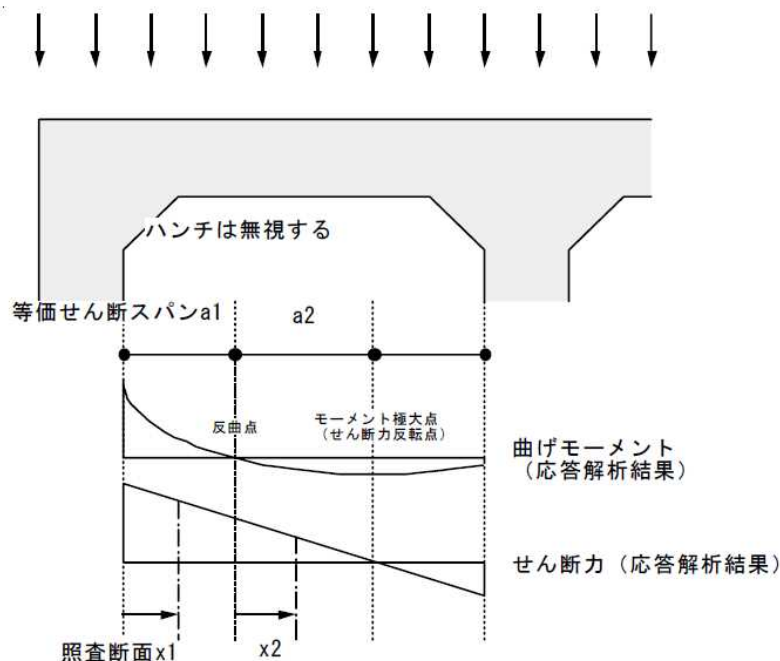 ハンチは無視する
等価せん断スパンa1
a2
反曲点
モーメント極大点
（せん断力反転点）
曲げモーメント
（応答解析結果）
せん断力（応答解析結果）
照査断面x1
x2